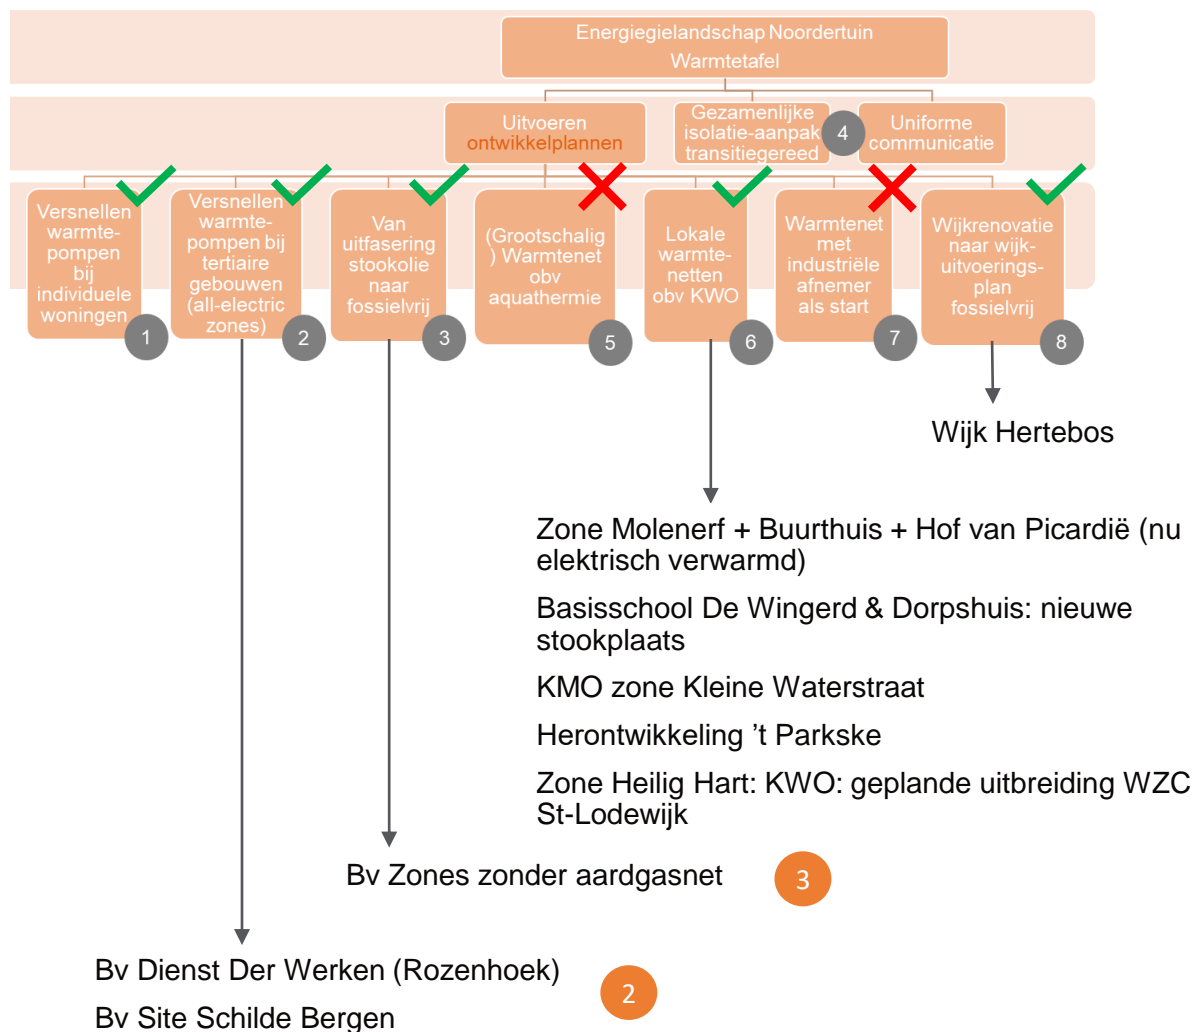 Energiegielandschap Noordertuin
Warmtetafel
Uitvoeren
ontwikkelplannen
Gezamenlijke
isolatie-aanpak
transitiegereed
4
Uniforme
communicatie
Versnellen
warmte-
pompen
bij
individuele
woningen
1
Versnellen
warmte-
pompen bij
tertiaire
gebouwen
(all-electric
zones)
2
Van
uitfasering
stookolie
naar
fossielvrij
3
(Grootschalig
) Warmtenet
obv
aquathermie
5
Lokale
warmte-
netten
obv KWO
6
Warmtenet
met
industriële
afnemer
als start
7
Wijkrenovatie
naar wijk-
uitvoerings-
plan
fossielvrij
8
Wijk Hertebos
Zone Molenerf + Buurthuis + Hof van Picardië (nu
elektrisch verwarmd)
Basisschool De Wingerd & Dorpshuis: nieuwe
stookplaats
KMO zone Kleine Waterstraat
Herontwikkeling ’t Parkske
Zone Heilig Hart: KWO: geplande uitbreiding WZC
St-Lodewijk
Bv Zones zonder aardgasnet
3
Bv Dienst Der Werken (Rozenhoek)
2
Bv Site Schilde Bergen